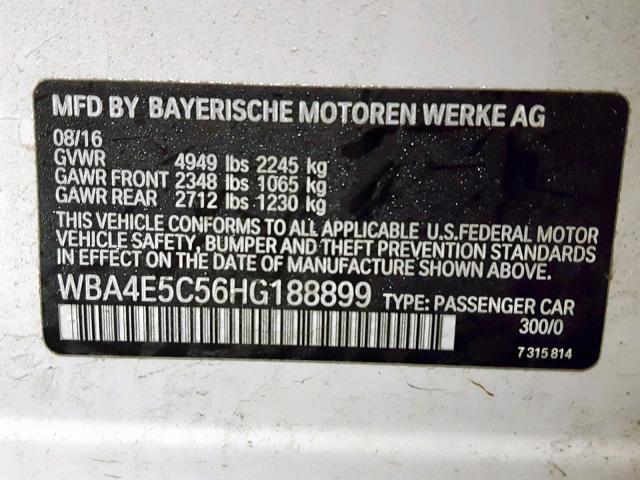 MFD BY BAYERISCHE MOTOREN WERKE AG
08/16
GVWR 4949 lbs 2245 kg
GAWR FRONT 2348 lbs 1065 kg
GAWR REAR 2712 lbs 1230 kg
THIS VEHICLE CONFORMS TO ALL APPLICABLE U.S.FEDERAL MOTOR
VEHICLE SAFETY, BUMPER AND THEFT PREVENTION STANDARDS
IN EFFECT ON THE DATE OF MANUFACTURE SHOWN ABOVE.
WBA4E5C56HG188899 TYPE: PASSENGER CAR
300/0
7 315 814